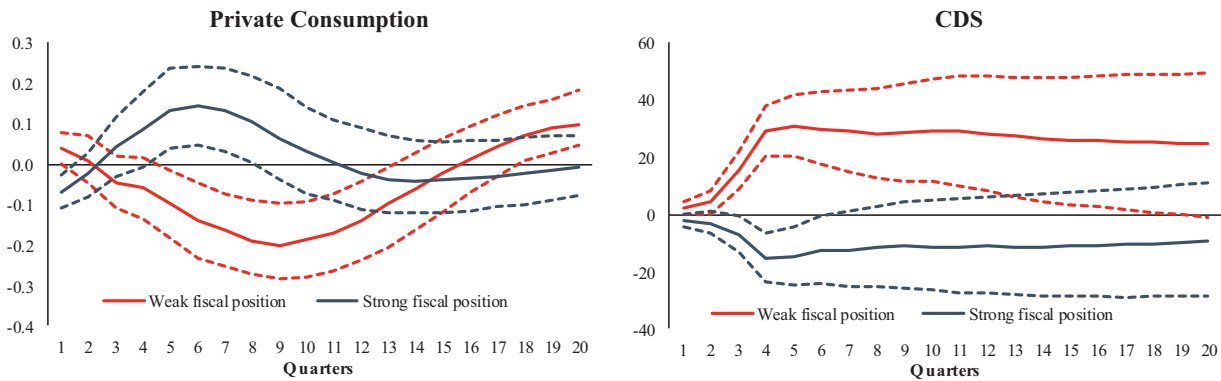 Private Consumption
0.3
0.2
0.1
0.0
-0.1
-0.2
-0.3
-0.4
Weak fiscal position
Strong fiscal position
1 2 3 4 5 6 7 8 9 10 11 12 13 14 15 16 17 18 19 20
Quarters
CDS
60
40
20
0
-20
-40
Weak fiscal position
Strong fiscal position
1 2 3 4 5 6 7 8 9 10 11 12 13 14 15 16 17 18 19 20
Quarters